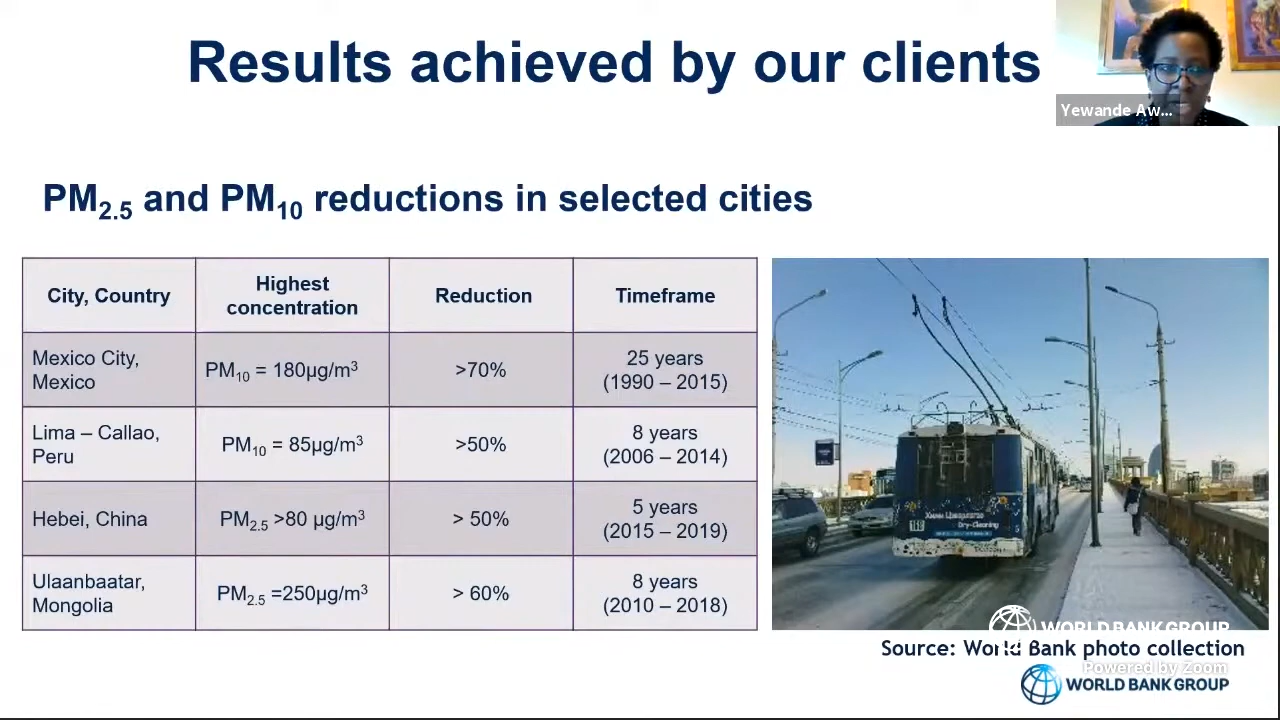 Results achieved by our clients
Yewande Aw...
PM2.5 and PM10 reductions in selected cities
City, Country
Highest
concentration
Reduction
Timeframe
Mexico City,
Mexico
PM10 = 180µg/m³
>70%
25 years
(1990 – 2015)
Lima – Callao,
Peru
PM10 = 85µg/m³
>50%
8 years
(2006 – 2014)
Hebei, China
PM2.5 >80 µg/m³
> 50%
5 years
(2015 – 2019)
Ulaanbaatar,
Mongolia
PM2.5 =250µg/m³
> 60%
8 years
(2010 – 2018)
Dry-Cleaning
WORLD BANK GROUP
Source: World Bank photo collection
Powered by Zoom
WORLD BANK GROUP